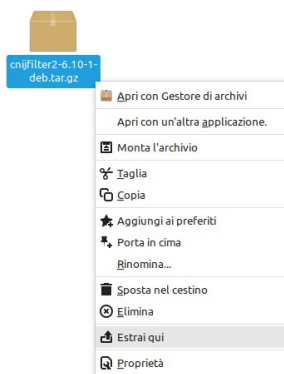 cnijfilter2-6.10-1-
deb.tar.gz
Apri con Gestore di archivi
Apri con un'altra applicazione.
Monta l'archivio
Taglia
Copia
Aggiungi ai preferiti
Porta in cima
Rinomina...
Sposta nel cestino
Elimina
Estrai qui
Proprietà